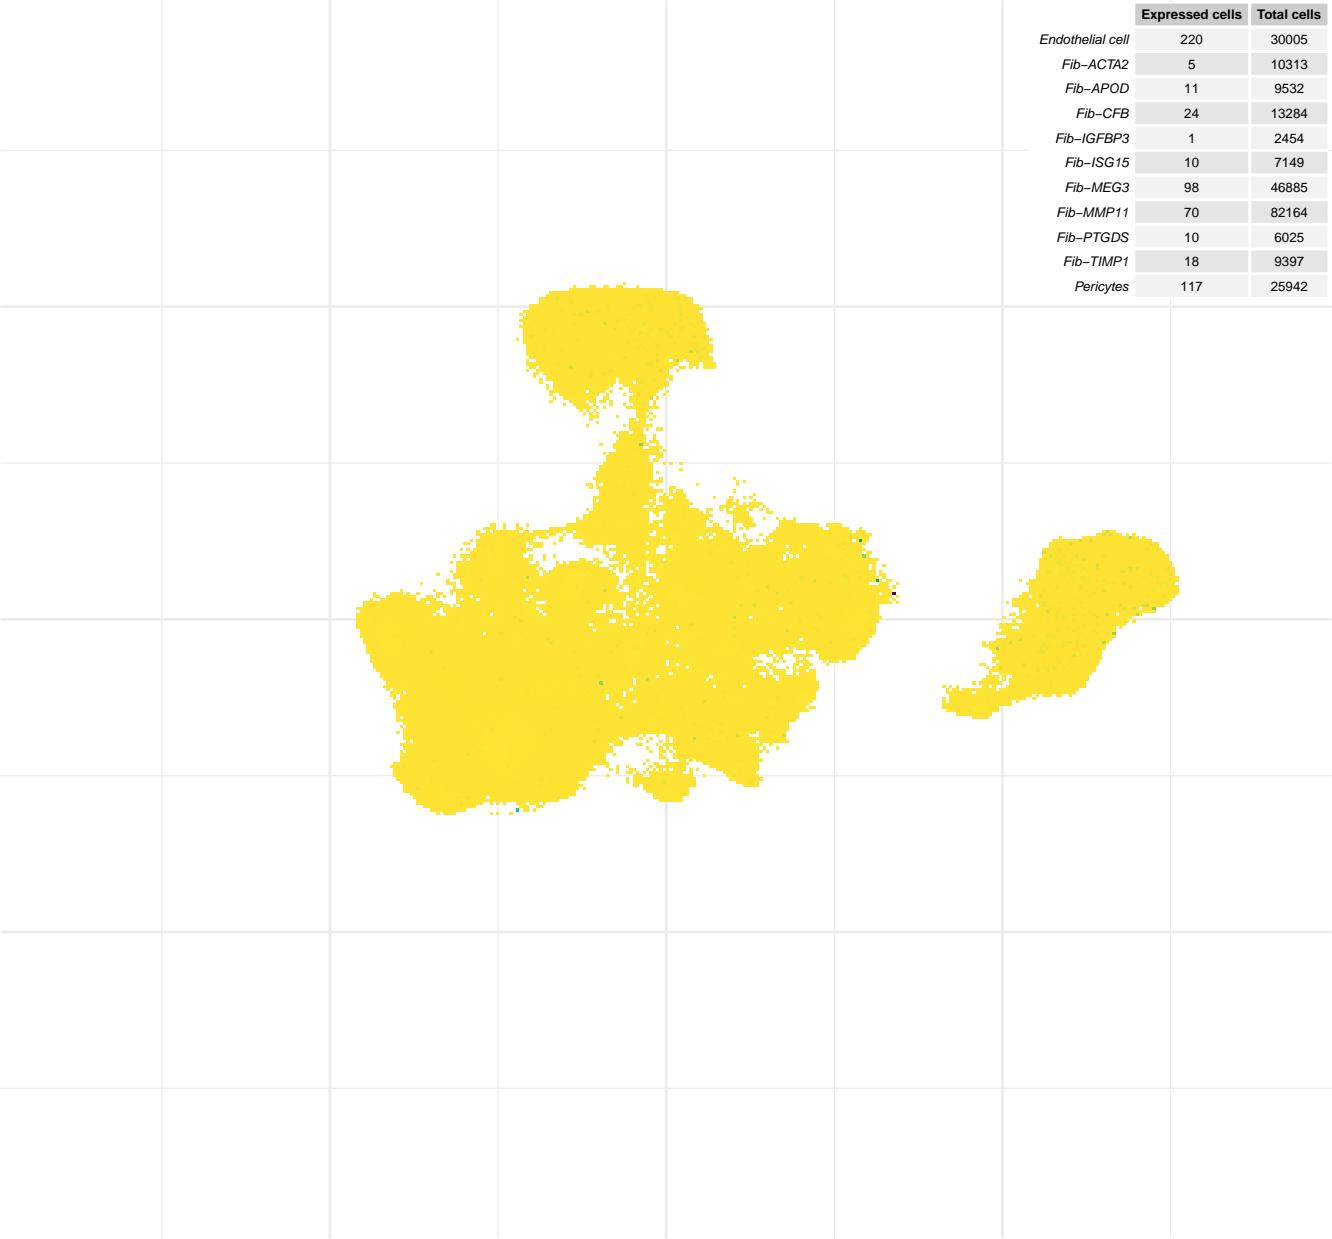 Expressed cells Total cells
Endothelial cell 220 30005
Fib−ACTA2 5 10313
Fib−APOD 11 9532
Fib−CFB 24 13284
Fib−IGFBP3 1 2454
Fib−ISG15 10 7149
Fib−MEG3 98 46885
Fib−MMP11 70 82164
Fib−PTGDS 10 6025
Fib−TIMP1 18 9397
Pericytes 117 25942